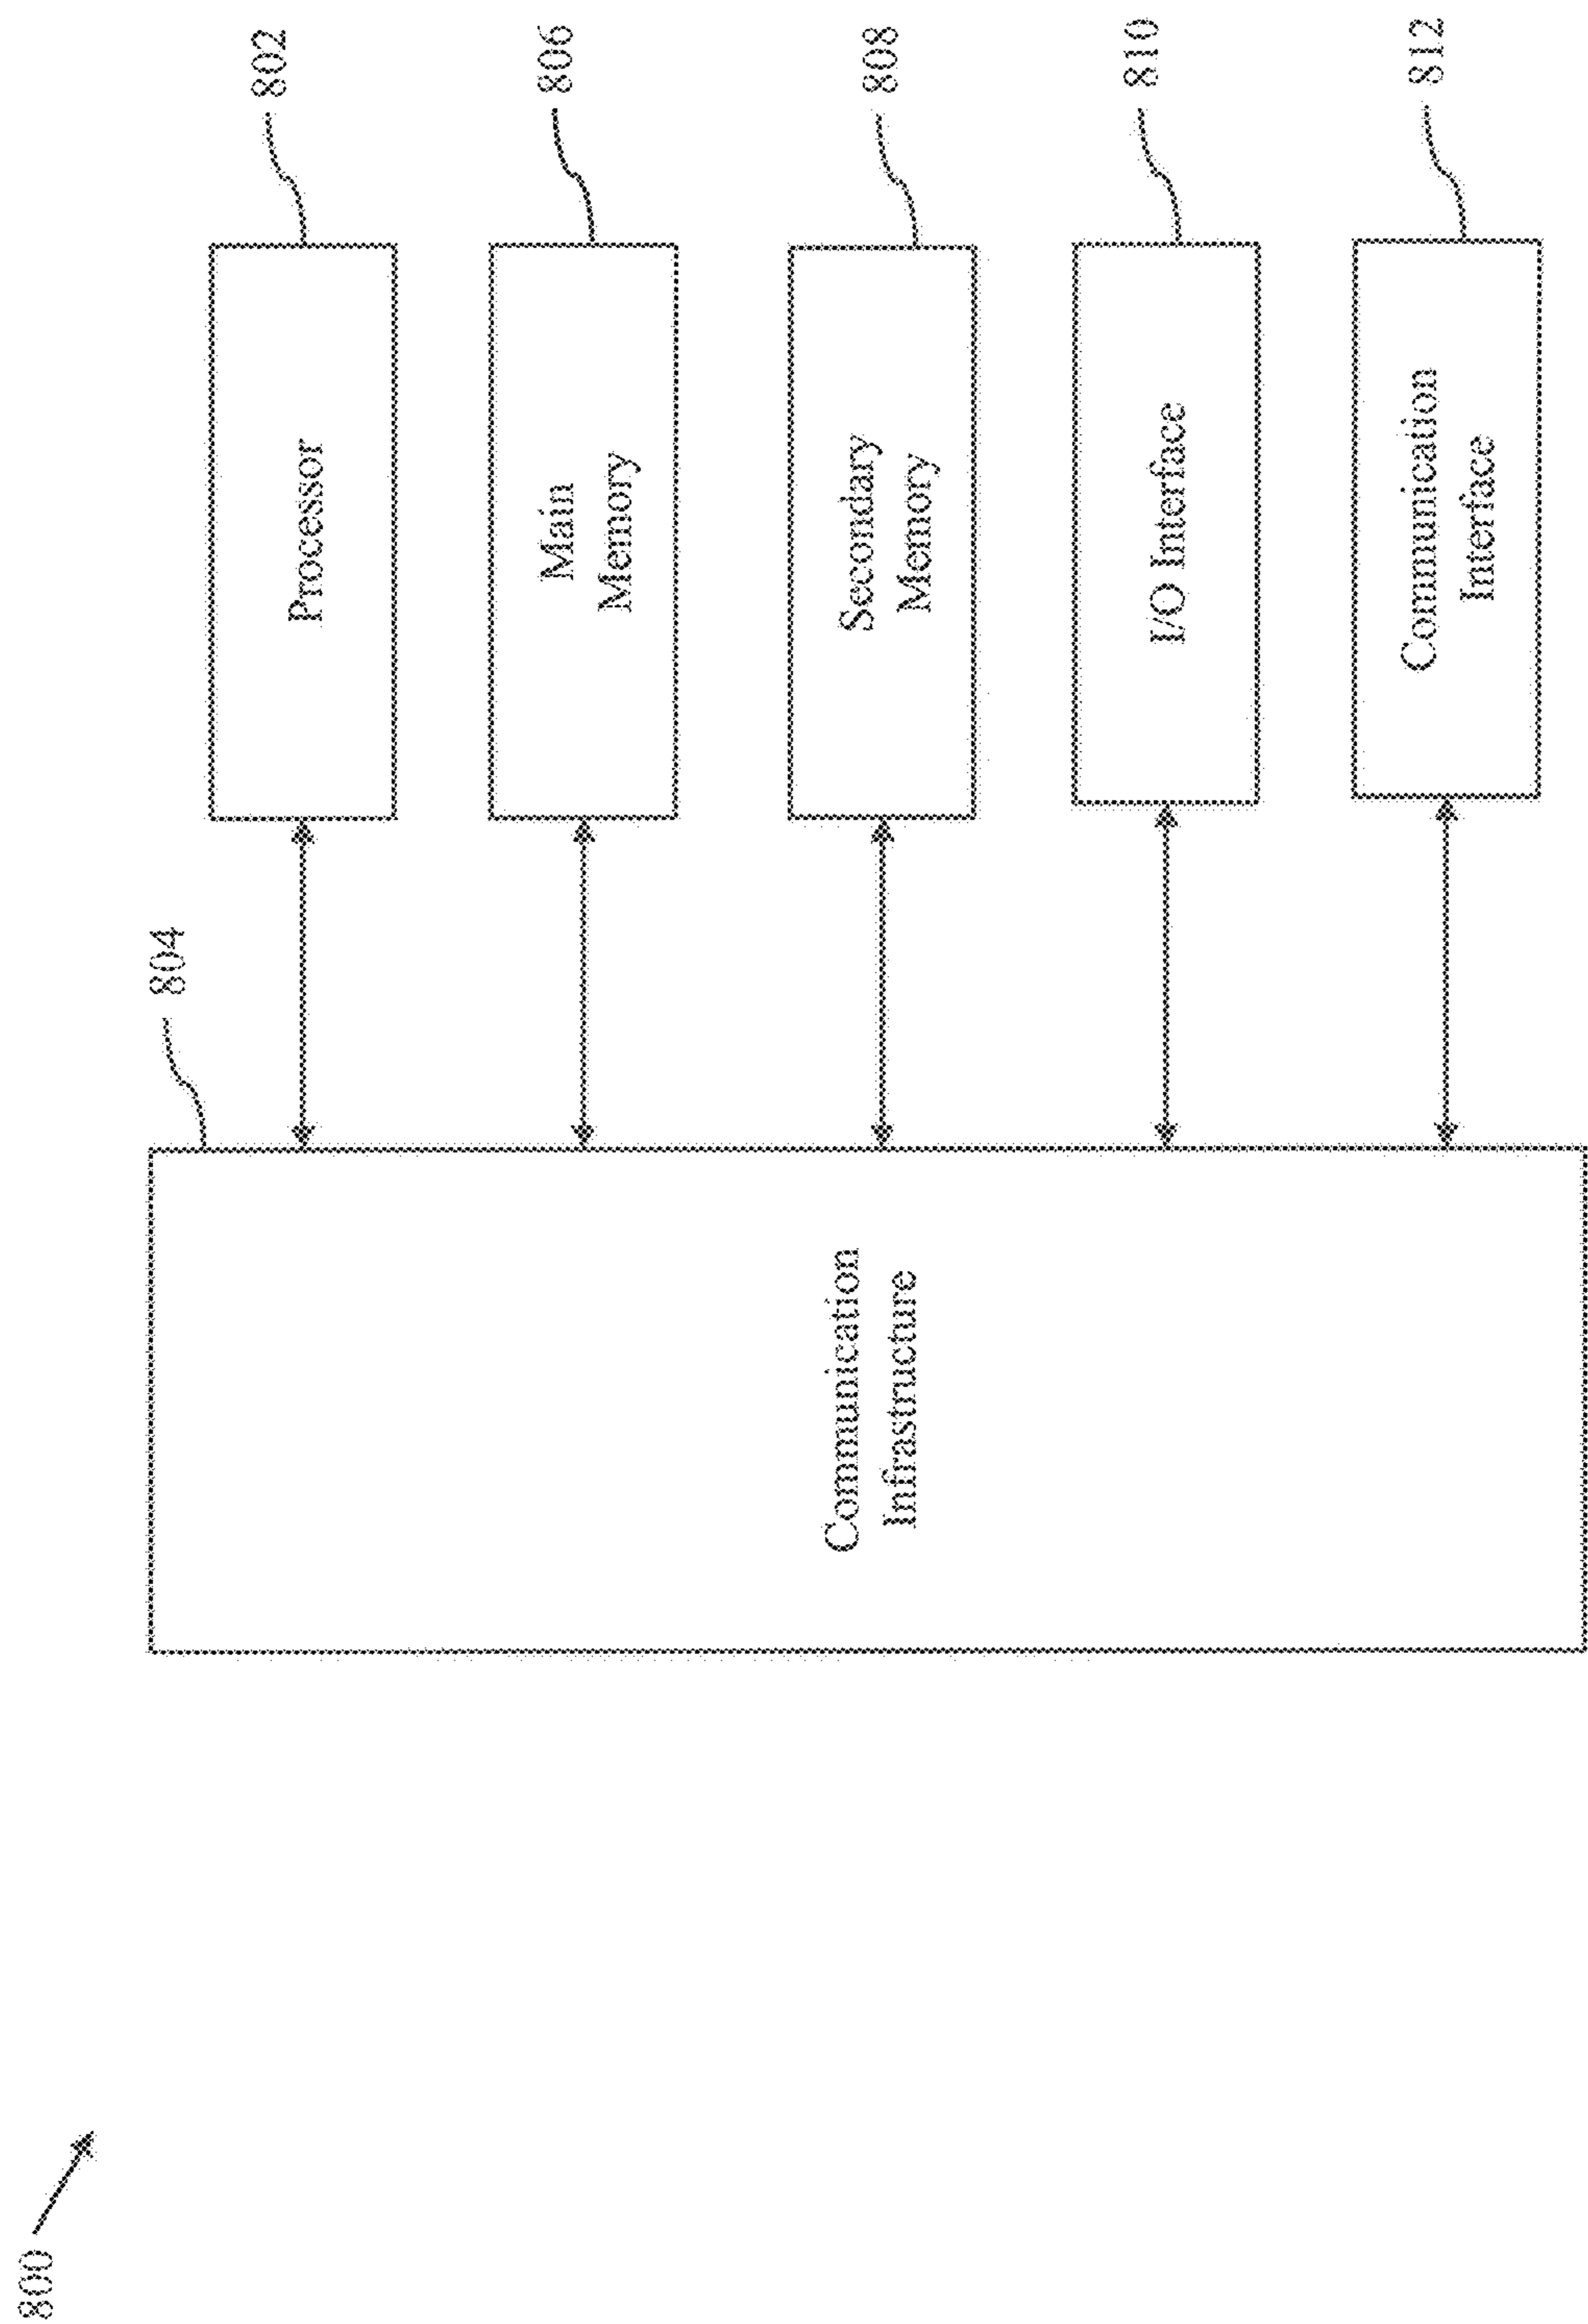 800
804
Communication
Infrastructure
Processor
802
Main
Memory
806
Secondary
Memory
808
I/O Interface
810
Communication
Interface
812